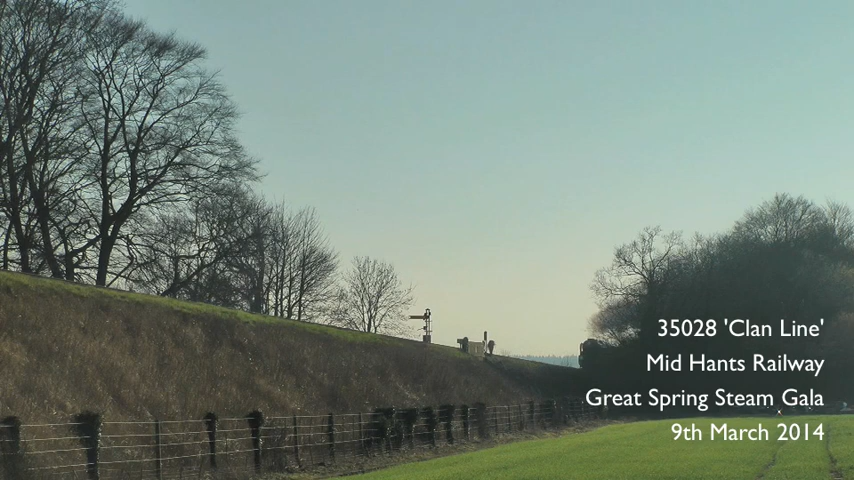 35028 'Clan Line'
Mid Hants Railway
Great Spring Steam Gala
9th March 2014